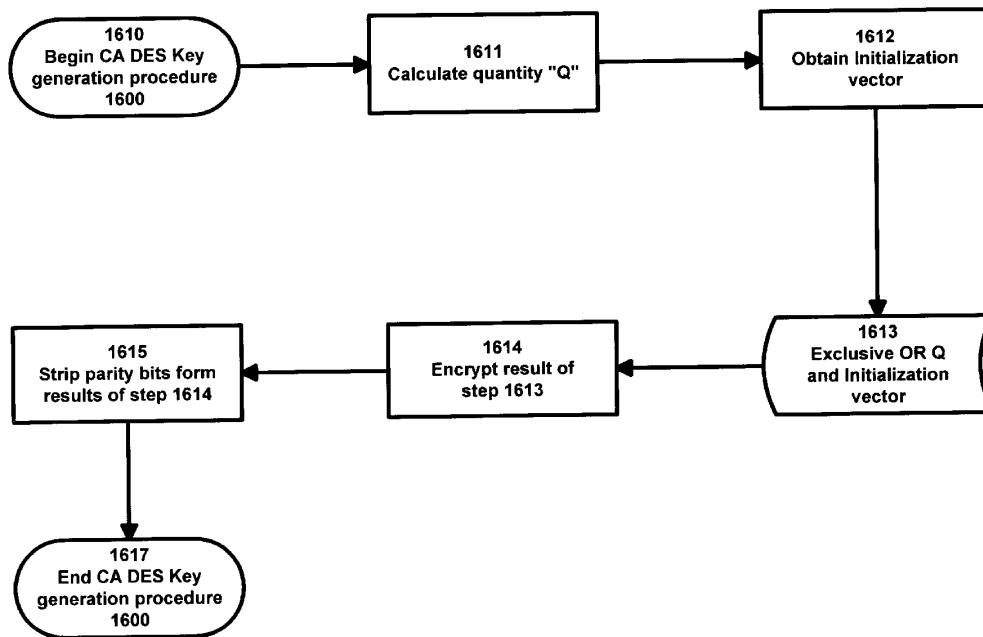 1610
Begin CA DES Key
generation procedure
1600
1611
Calculate quantity "Q"
1612
Obtain Initialization
vector
1613
Exclusive OR Q
and Initialization
vector
1614
Encrypt result of
step 1613
1615
Strip parity bits form
results of step 1614
1617
End CA DES Key
generation procedure
1600